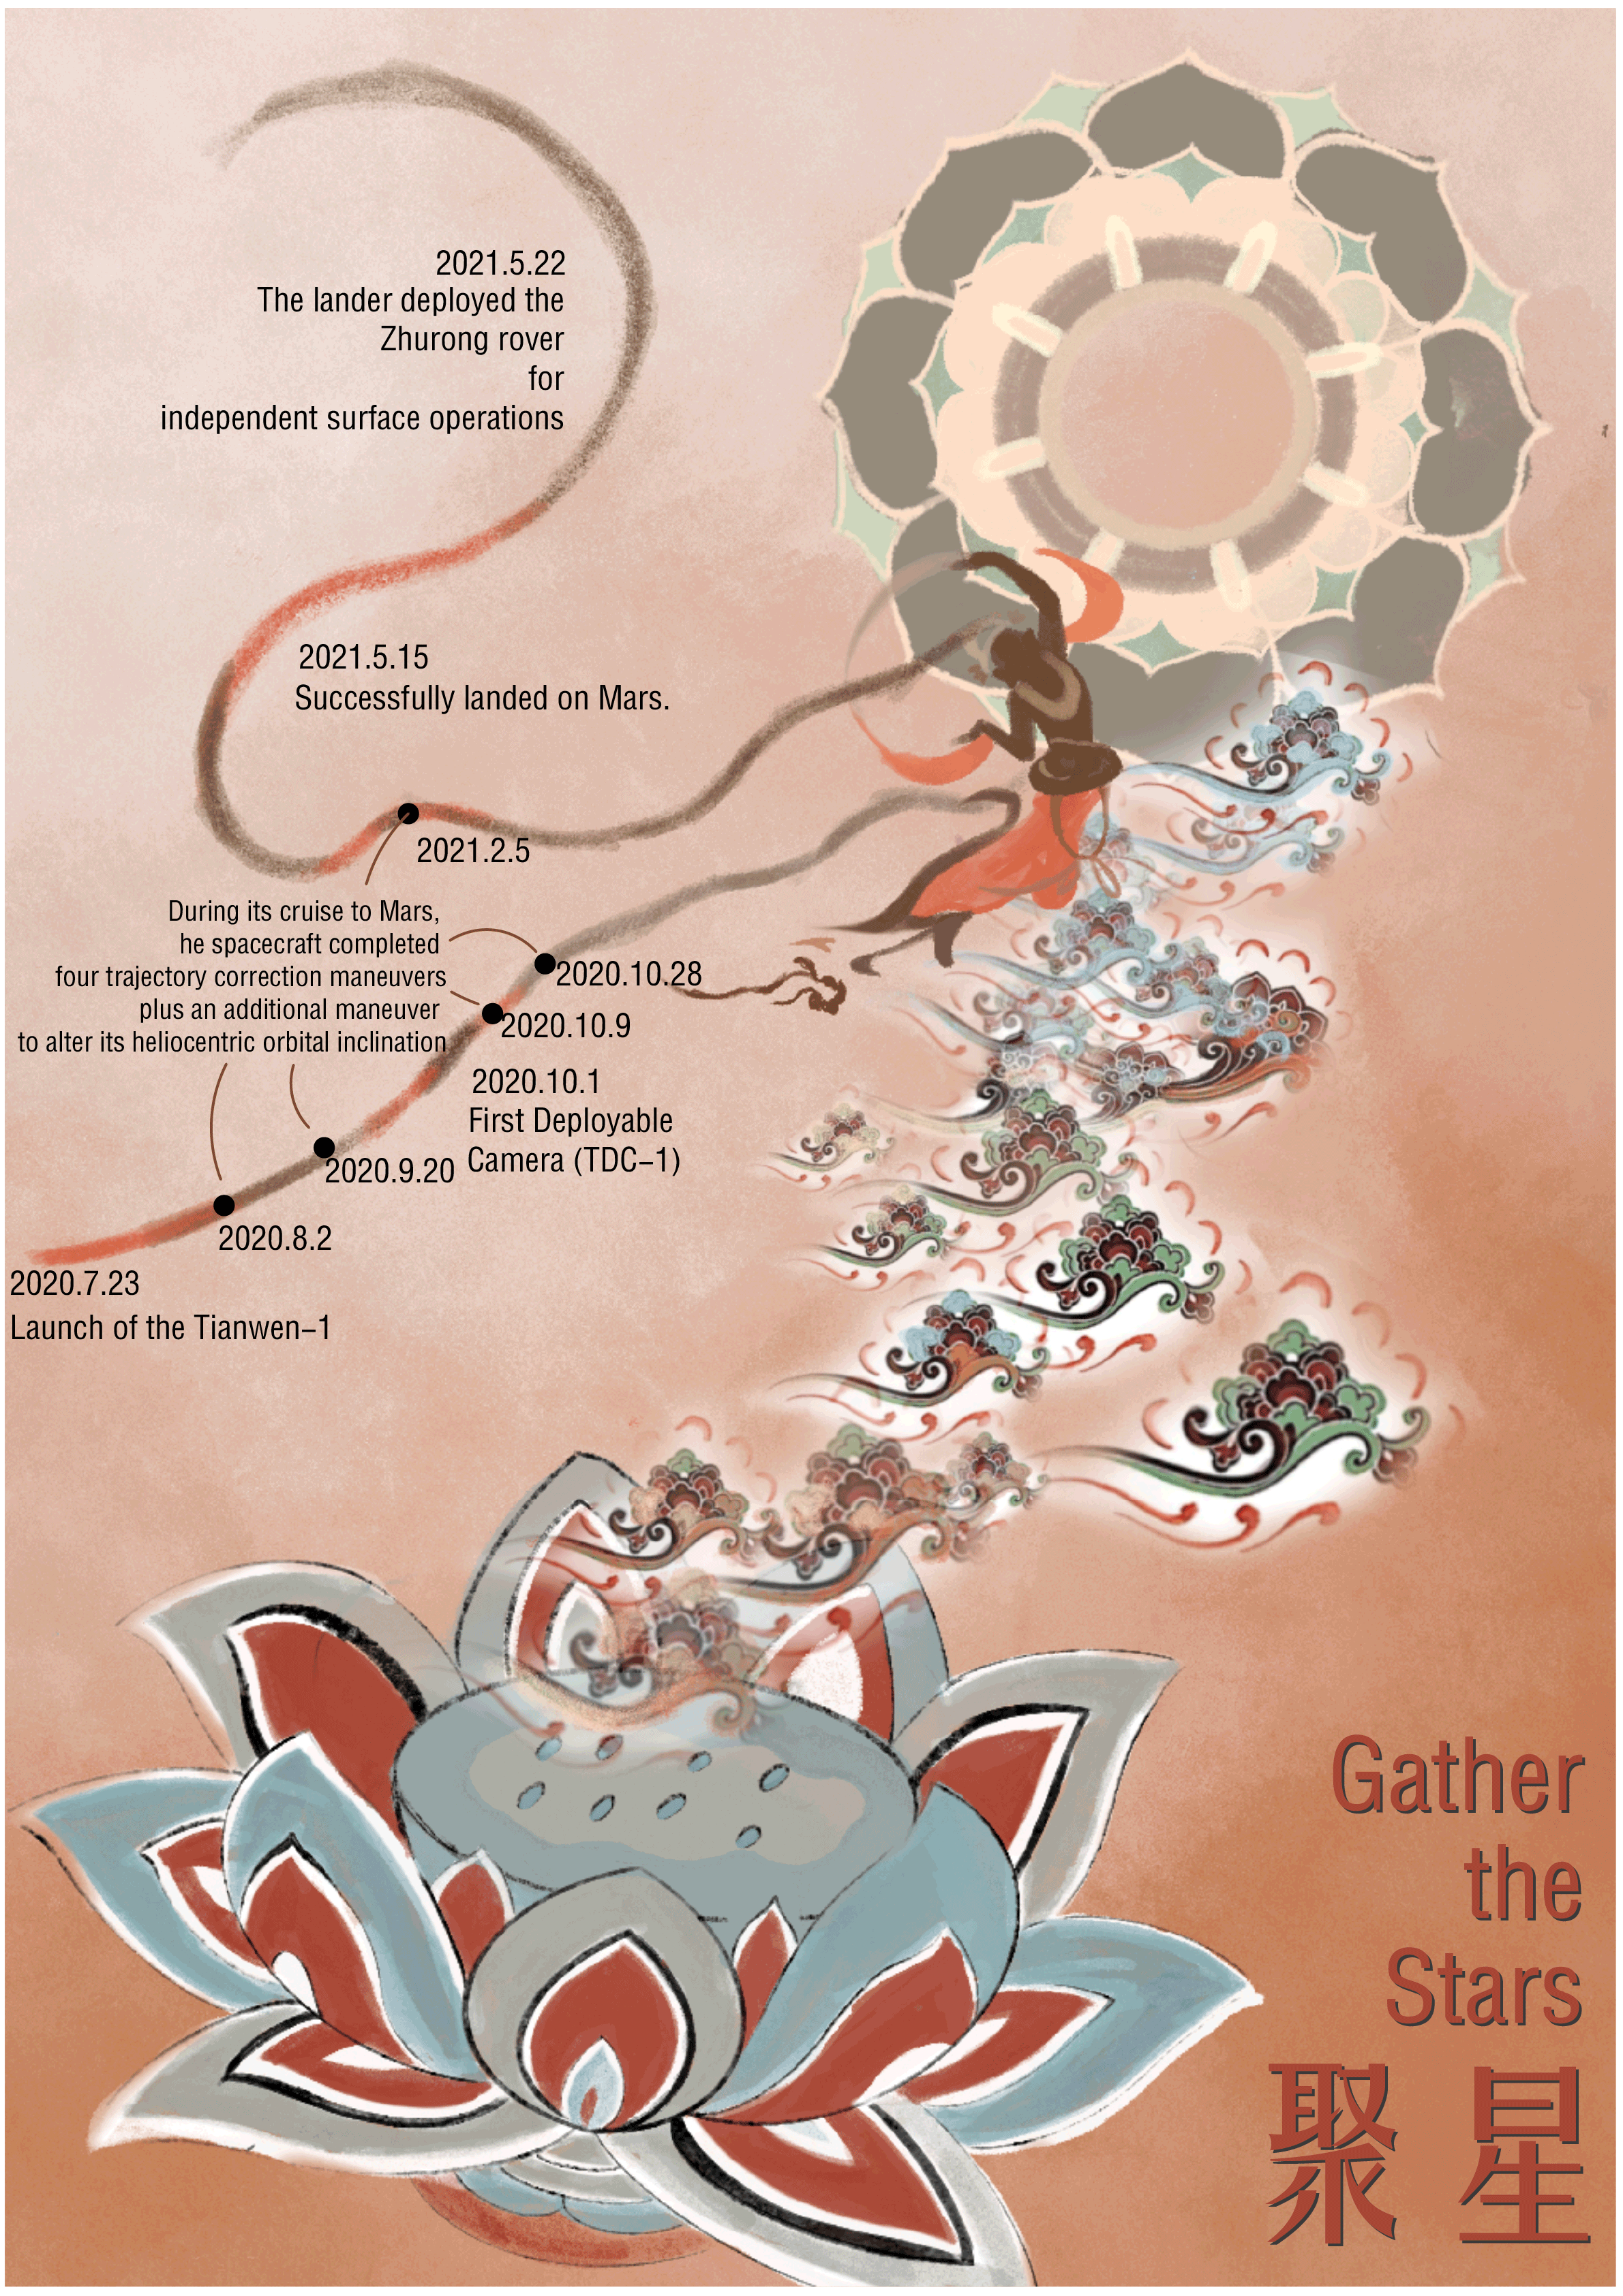 2021.5.22
The lander deployed the
Zhurong rover
for
independent surface operations
2021.5.15
Successfully landed on Mars.
2021.2.5
During its cruise to Mars,
he spacecraft completed
four trajectory correction maneuvers
plus an additional maneuver
to alter its heliocentric orbital inclination
2020.10.28
2020.10.9
2020.10.1
First Deployable
Camera (TDC–1)
2020.9.20
2020.8.2
2020.7.23
Launch of the Tianwen–1
Gather
the
Stars
聚星